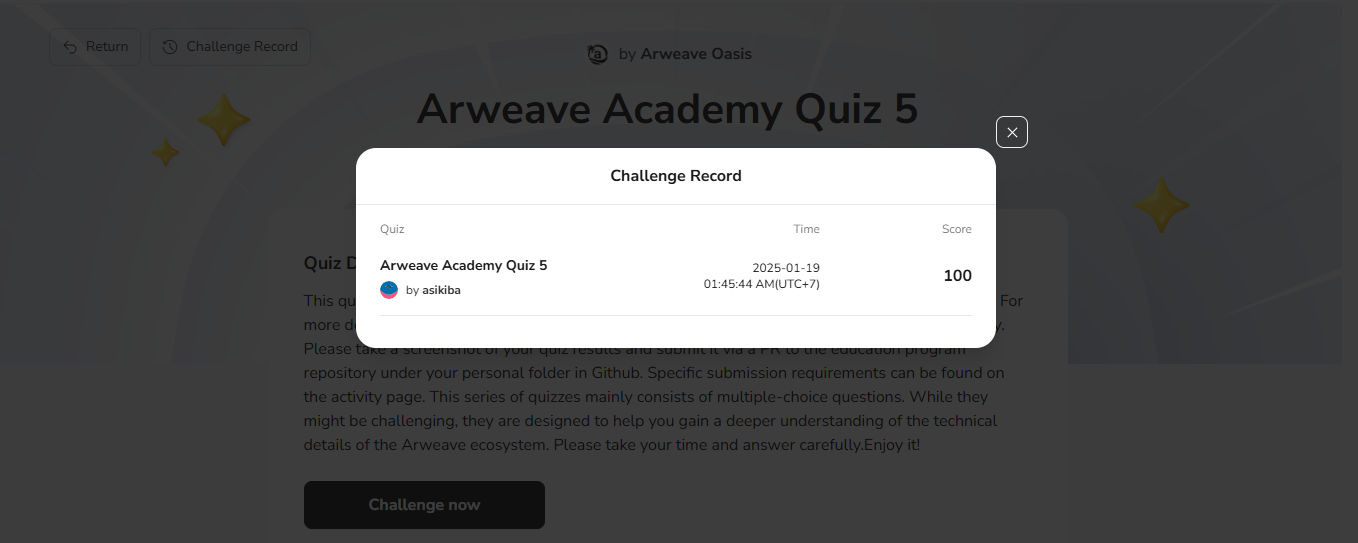 Return
Challenge Record
by Arweave Oasis
Arweave Academy Quiz 5
Challenge Record
Quiz Time Score
Arweave Academy Quiz 5
2025-01-19
01:45:44 AM(UTC+7)
100
by asikiba
Quiz D
This qu For
more de y.
Please take a screenshot of your quiz results and submit it via a PR to the education program
repository under your personal folder in Github. Specific submission requirements can be found on
the activity page. This series of quizzes mainly consists of multiple-choice questions. While they
might be challenging, they are designed to help you gain a deeper understanding of the technical
details of the Arweave ecosystem. Please take your time and answer carefully.Enjoy it!
Challenge now